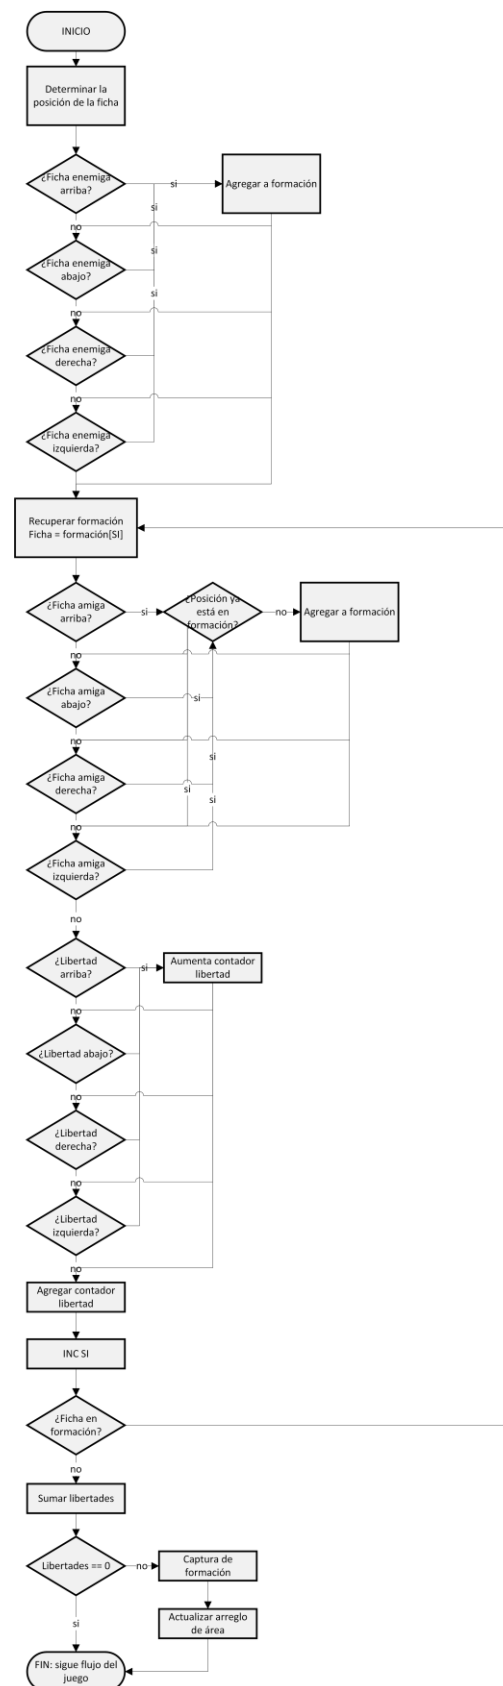 INICIO
Determinar la
posición de la ficha
¿Ficha enemiga
arriba?
si
Agregar a formación
si
no
si
¿Ficha enemiga
abajo?
si
no
¿Ficha enemiga
derecha?
no
¿Ficha enemiga
izquierda?
Recuperar formación
Ficha = formación[SI]
¿Ficha amiga
arriba?
si
¿Posición ya
está en
formación?
no
Agregar a formación
no
¿Ficha amiga
abajo?
si
no
si
¿Ficha amiga
derecha?
si
si
no
¿Ficha amiga
izquierda?
no
¿Libertad
arriba?
si
Aumenta contador
libertad
no
¿Libertad abajo?
no
¿Libertad
derecha?
no
¿Libertad
izquierda?
no
Agregar contador
libertad
INC SI
¿Ficha en
formación?
no
Sumar libertades
Libertades == 0
no
Captura de
formación
Actualizar arreglo
de área
si
FIN: sigue flujo del
juego